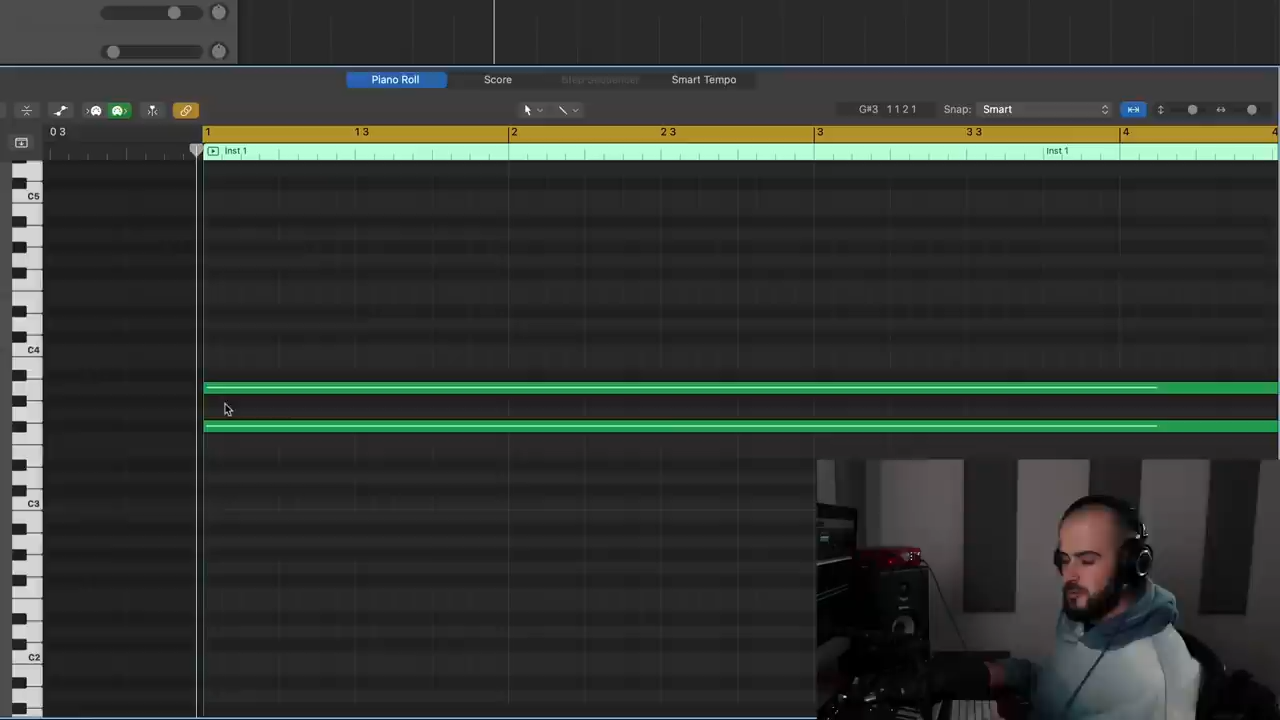 Piano Roll Score Step Sequencer Smart Tempo
G#3 1 1 2 1 Snap: Smart
0 3 1 1 3 2 2 3 3 3 3 4 4
Inst 1 Inst 1
C5
C4
C3
C2